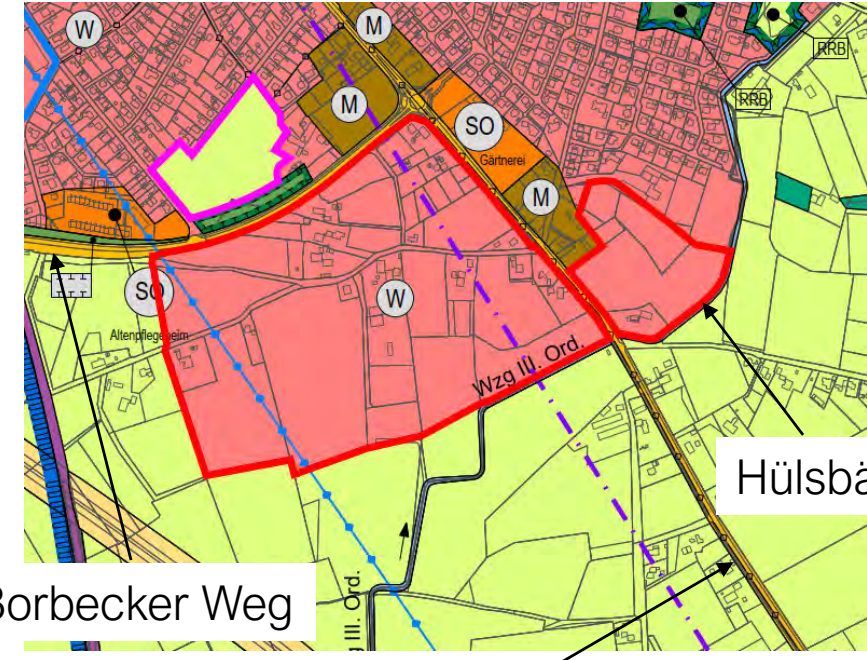 W
M
RRB
M
SO
RRB
Gärtnerei
M
SO
W
Altenpflegeheim
Wzg III. Ord.
Hülsbä
Borbecker Weg
g III. Ord.